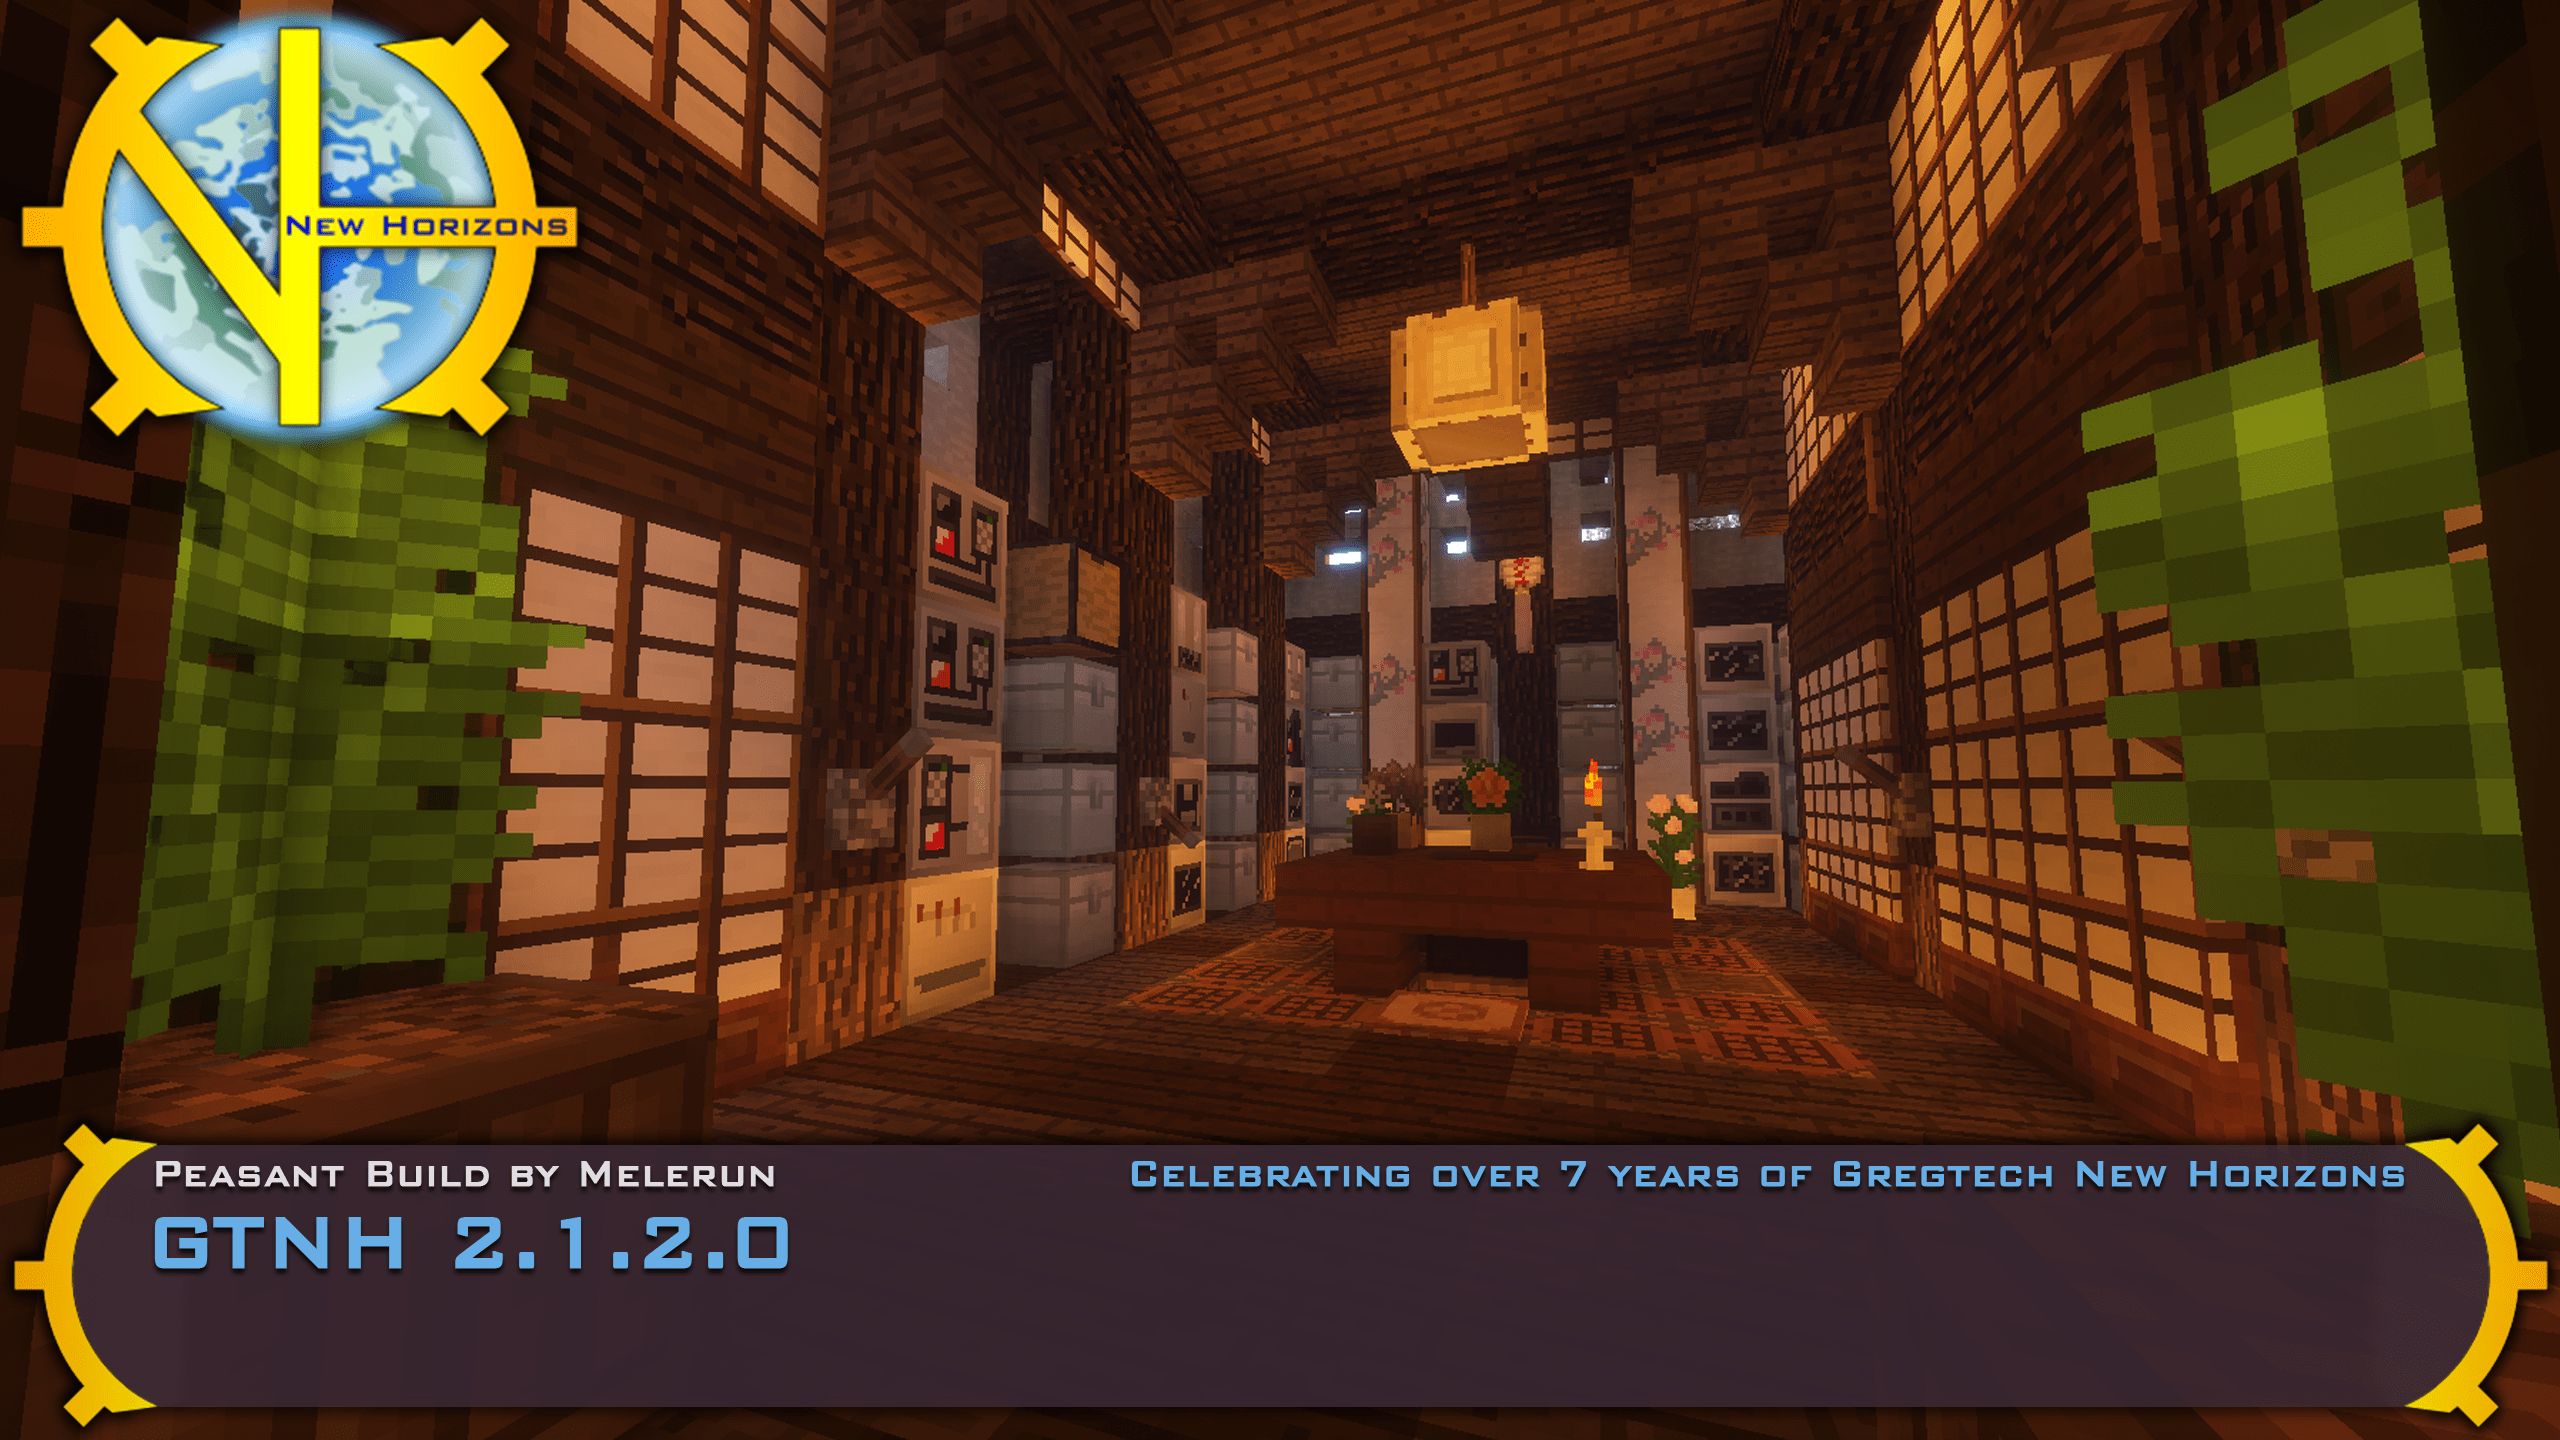 New Horizons
Peasant Build by Melerun
Celebrating over 7 years of Gregtech New Horizons
GTNH 2.1.2.0